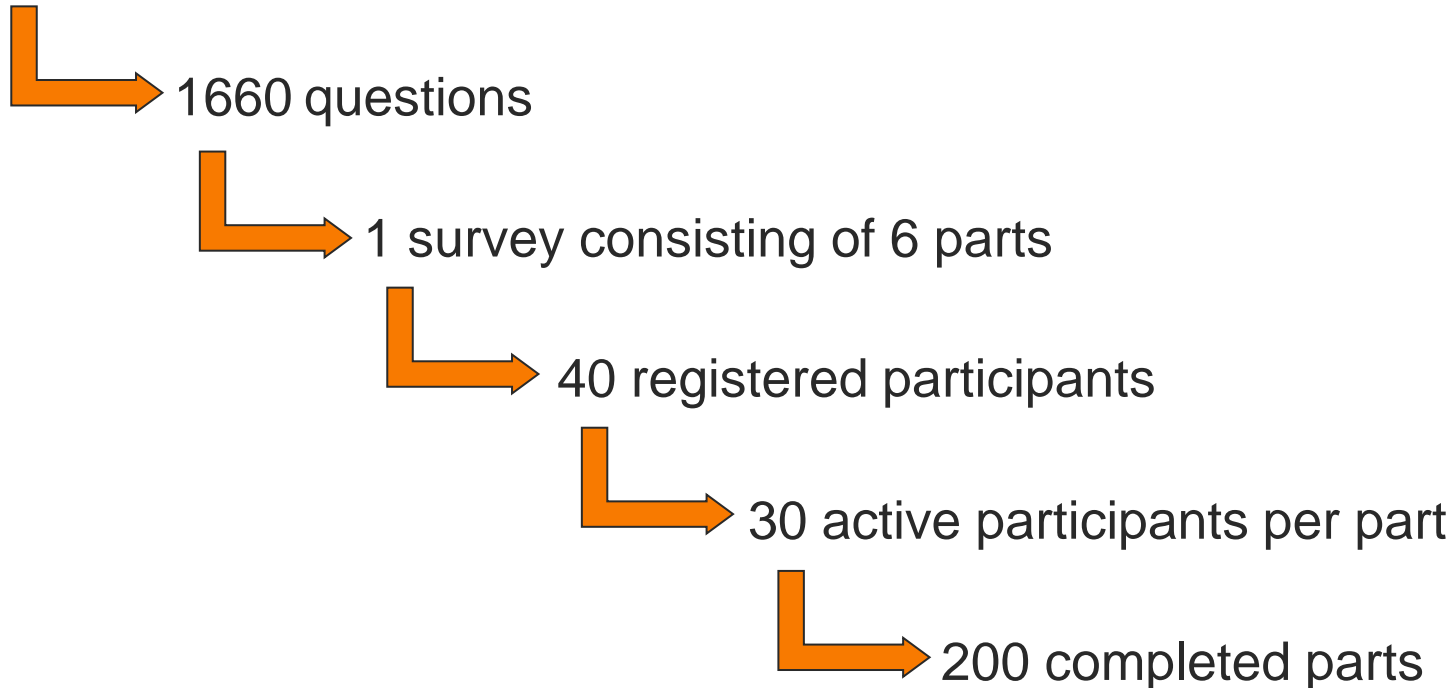 1660 questions
1 survey consisting of 6 parts
40 registered participants
30 active participants per part
200 completed parts